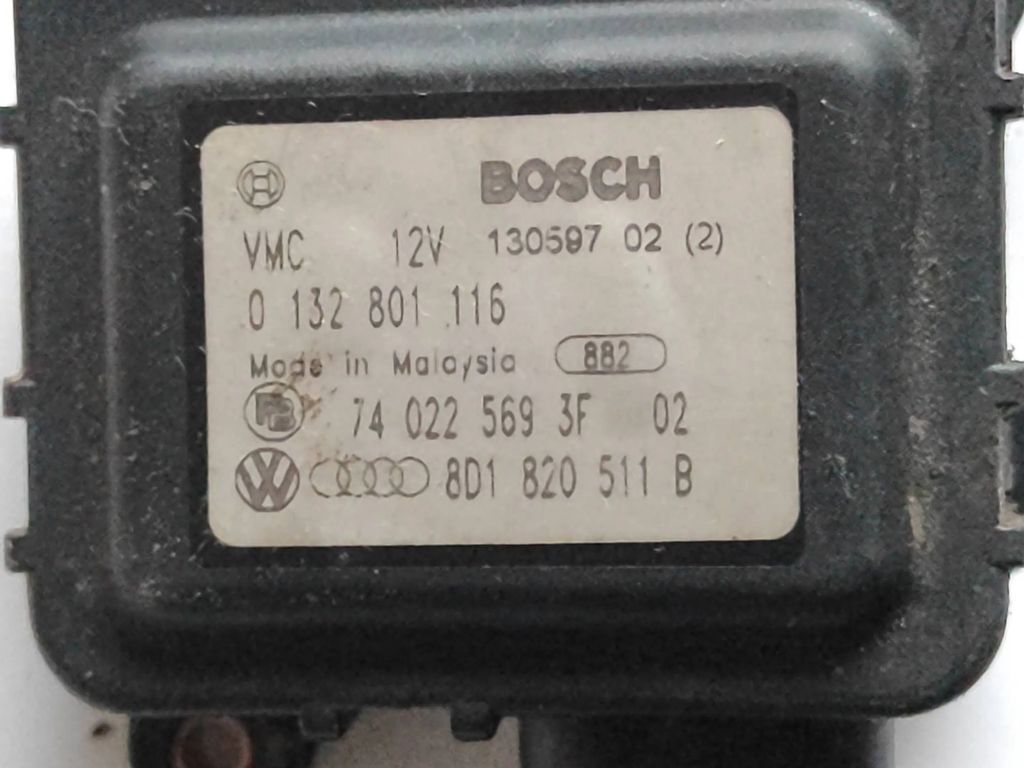 BOSCH
VMC 12V 130597 02 (2)
0 132 801 116
Made in Malaysia 882
74 022 569 3F 02
8D1 820 511 B